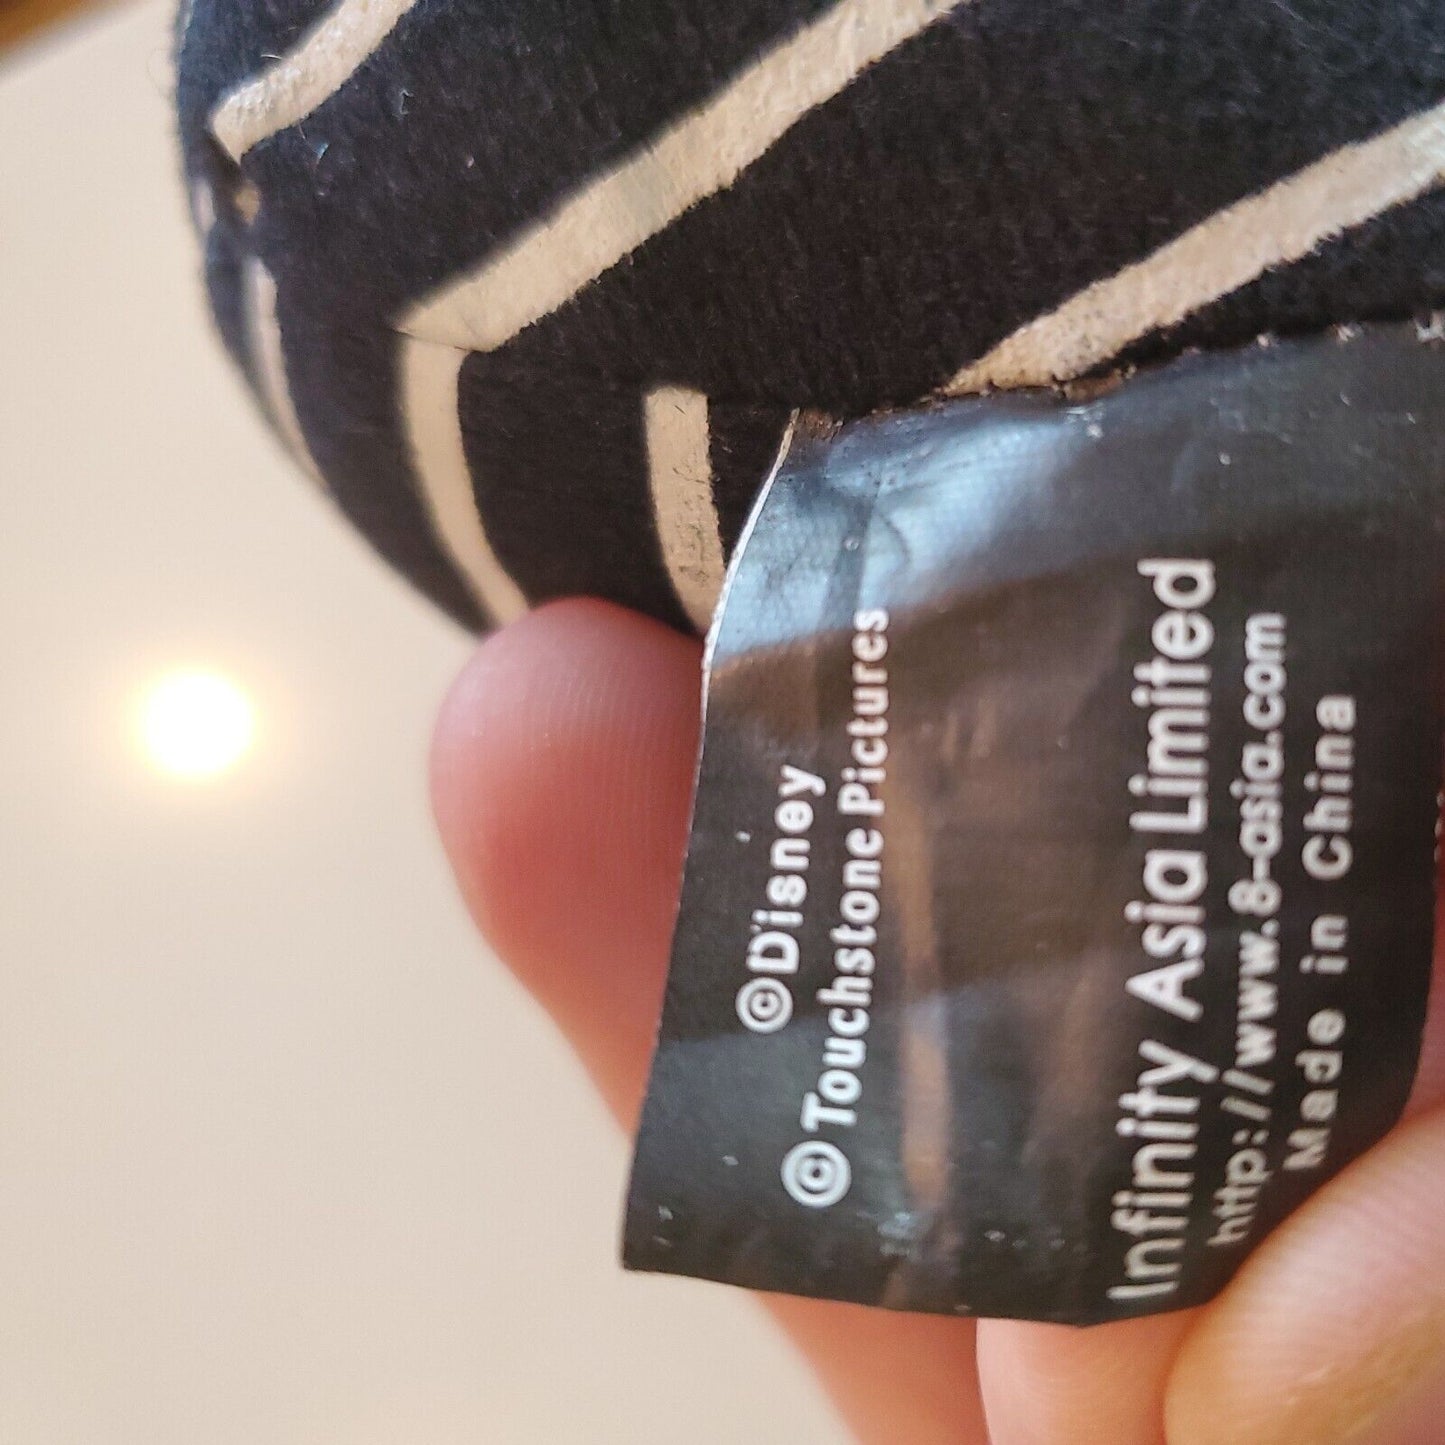 ©Disney
©Touchstone Pictures
Infinity Asia Limited
http://www.8-asia.com
Made in China